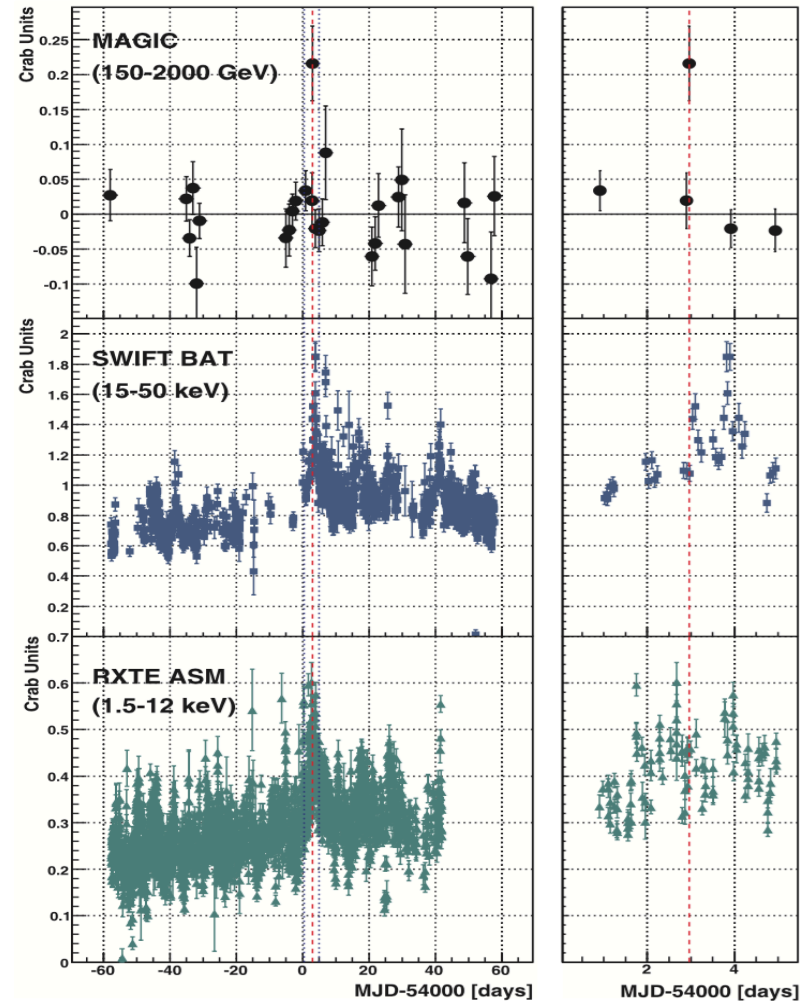 Crab Units
MAGIC
(150-2000 GeV)
0.25
0.2
0.15
0.1
0.05
0
-0.05
-0.1
Crab Units
SWIFT BAT
(15-50 keV)
2
1.8
1.6
1.4
1.2
1
0.8
0.6
0.4
0.2
Crab Units
RXTE ASM
(1.5-12 keV)
0.7
0.6
0.5
0.4
0.3
0.2
0.1
0
-60 -40 -20 0 20 40 60
MJD-54000 [days]
2 4
MJD-54000 [days]